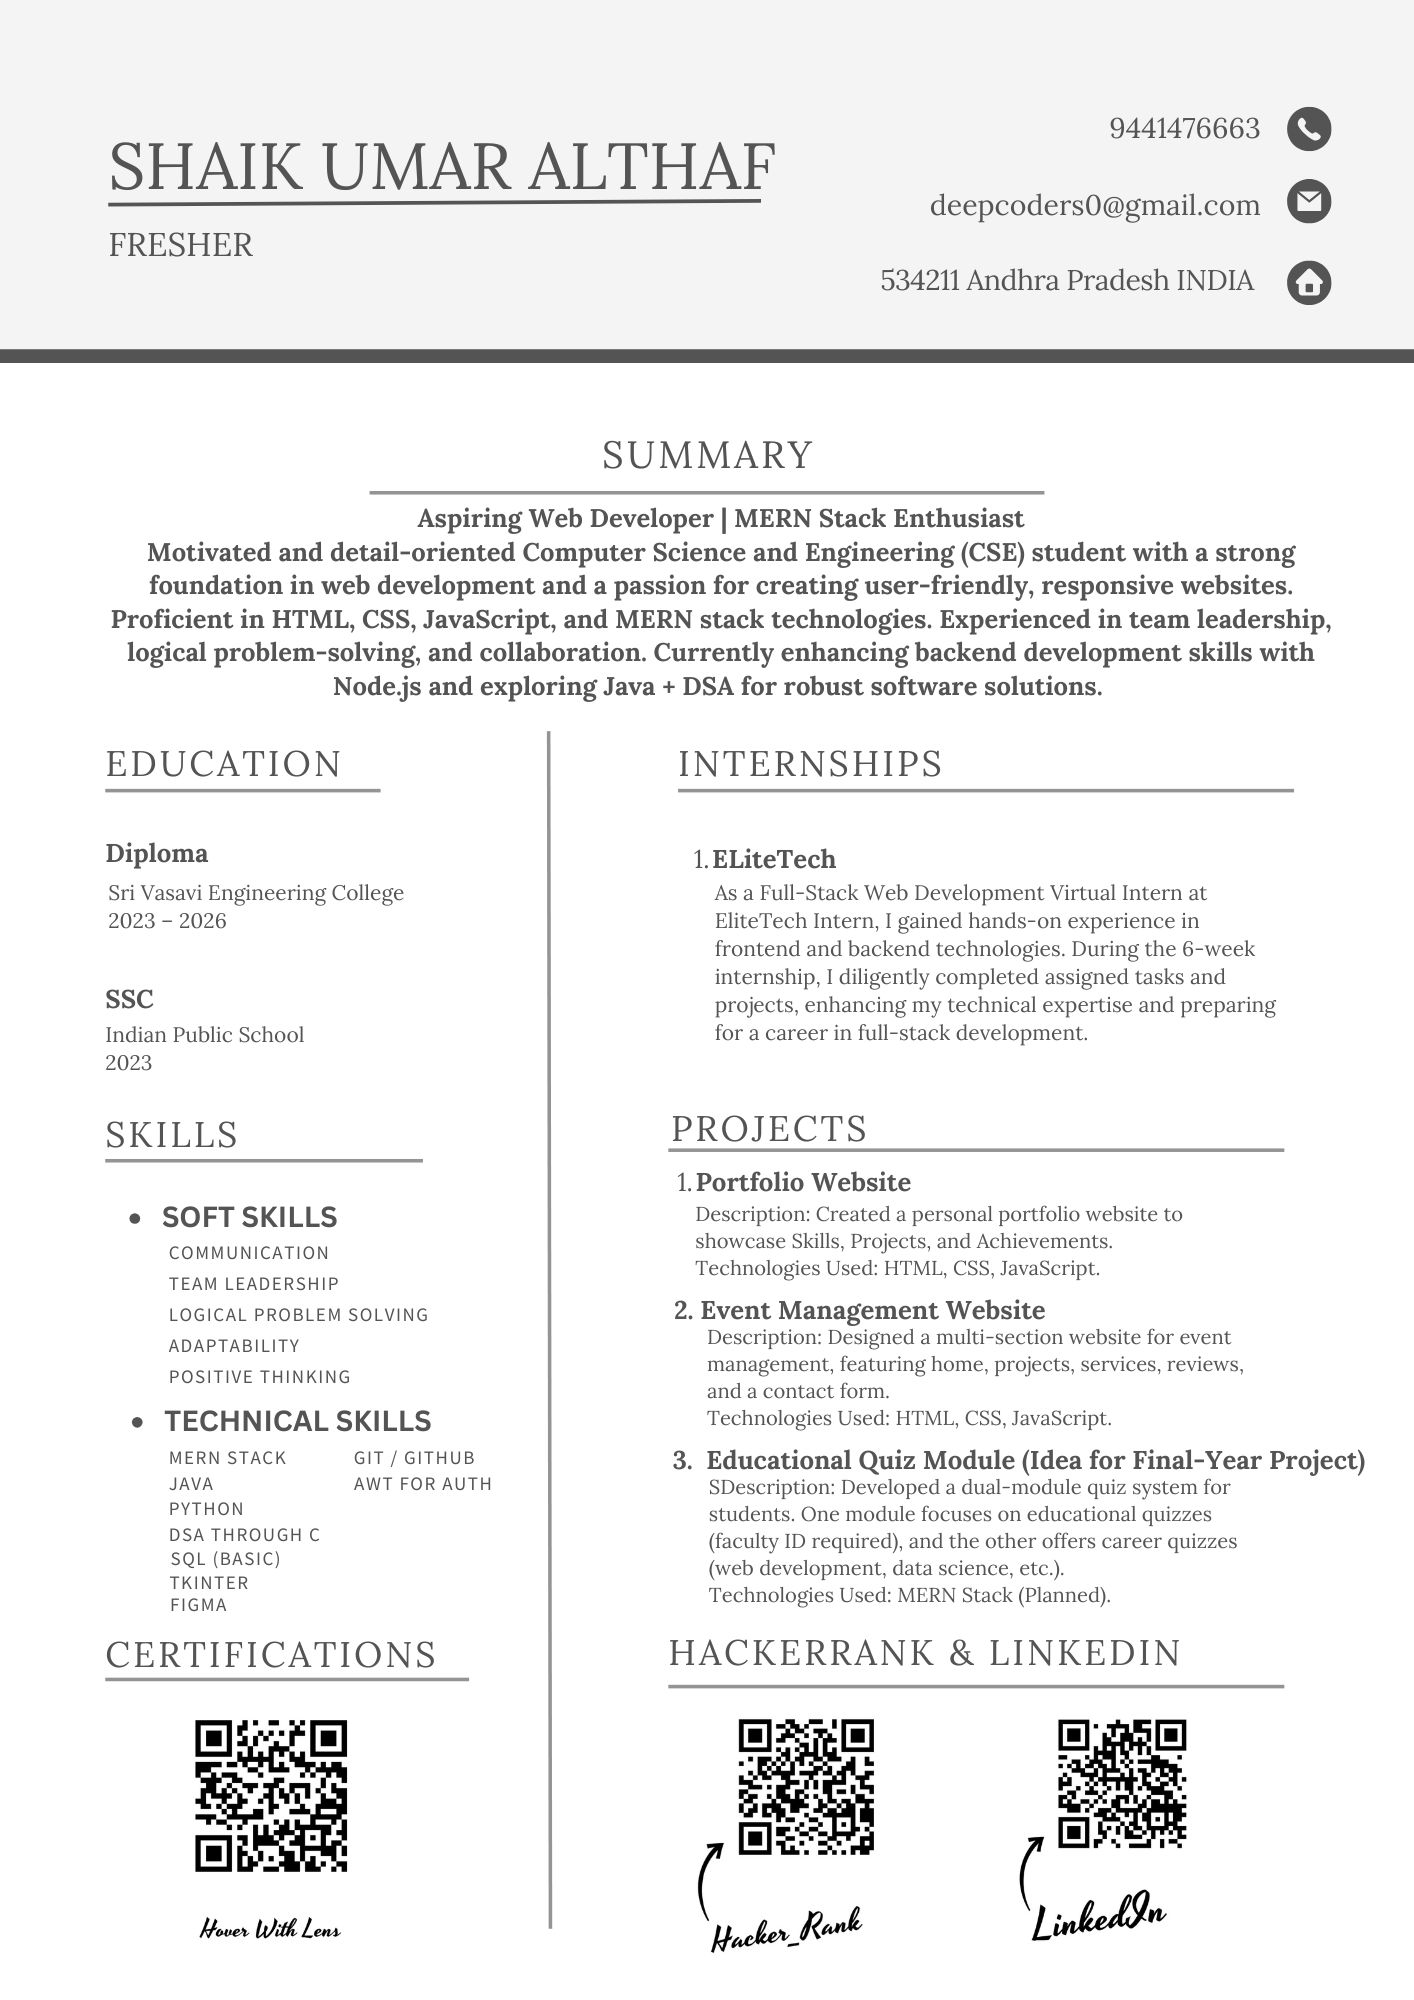 SHAIK UMAR ALTHAF
FRESHER
9441476663
deepcoders0@gmail.com
534211 Andhra Pradesh INDIA
SUMMARY
Aspiring Web Developer | MERN Stack Enthusiast
Motivated and detail-oriented Computer Science and Engineering (CSE) student with a strong
foundation in web development and a passion for creating user-friendly, responsive websites.
Proficient in HTML, CSS, JavaScript, and MERN stack technologies. Experienced in team leadership,
logical problem-solving, and collaboration. Currently enhancing backend development skills with
Node.js and exploring Java + DSA for robust software solutions.
EDUCATION
Diploma
Sri Vasavi Engineering College
2023 – 2026
SSC
Indian Public School
2023
SKILLS
• SOFT SKILLS
COMMUNICATION
TEAM LEADERSHIP
LOGICAL PROBLEM SOLVING
ADAPTABILITY
POSITIVE THINKING
• TECHNICAL SKILLS
MERN STACK
JAVA
PYTHON
DSA THROUGH C
SQL (BASIC)
TKINTER
FIGMA
GIT / GITHUB
AWT FOR AUTH
CERTIFICATIONS
Hover With Lens
INTERNSHIPS
1. ELiteTech
As a Full-Stack Web Development Virtual Intern at
EliteTech Intern, I gained hands-on experience in
frontend and backend technologies. During the 6-week
internship, I diligently completed assigned tasks and
projects, enhancing my technical expertise and preparing
for a career in full-stack development.
PROJECTS
1. Portfolio Website
Description: Created a personal portfolio website to
showcase Skills, Projects, and Achievements.
Technologies Used: HTML, CSS, JavaScript.
2. Event Management Website
Description: Designed a multi-section website for event
management, featuring home, projects, services, reviews,
and a contact form.
Technologies Used: HTML, CSS, JavaScript.
3. Educational Quiz Module (Idea for Final-Year Project)
SDescription: Developed a dual-module quiz system for
students. One module focuses on educational quizzes
(faculty ID required), and the other offers career quizzes
(web development, data science, etc.).
Technologies Used: MERN Stack (Planned).
HACKERRANK & LINKEDIN
Hacker_Rank
LinkedIn